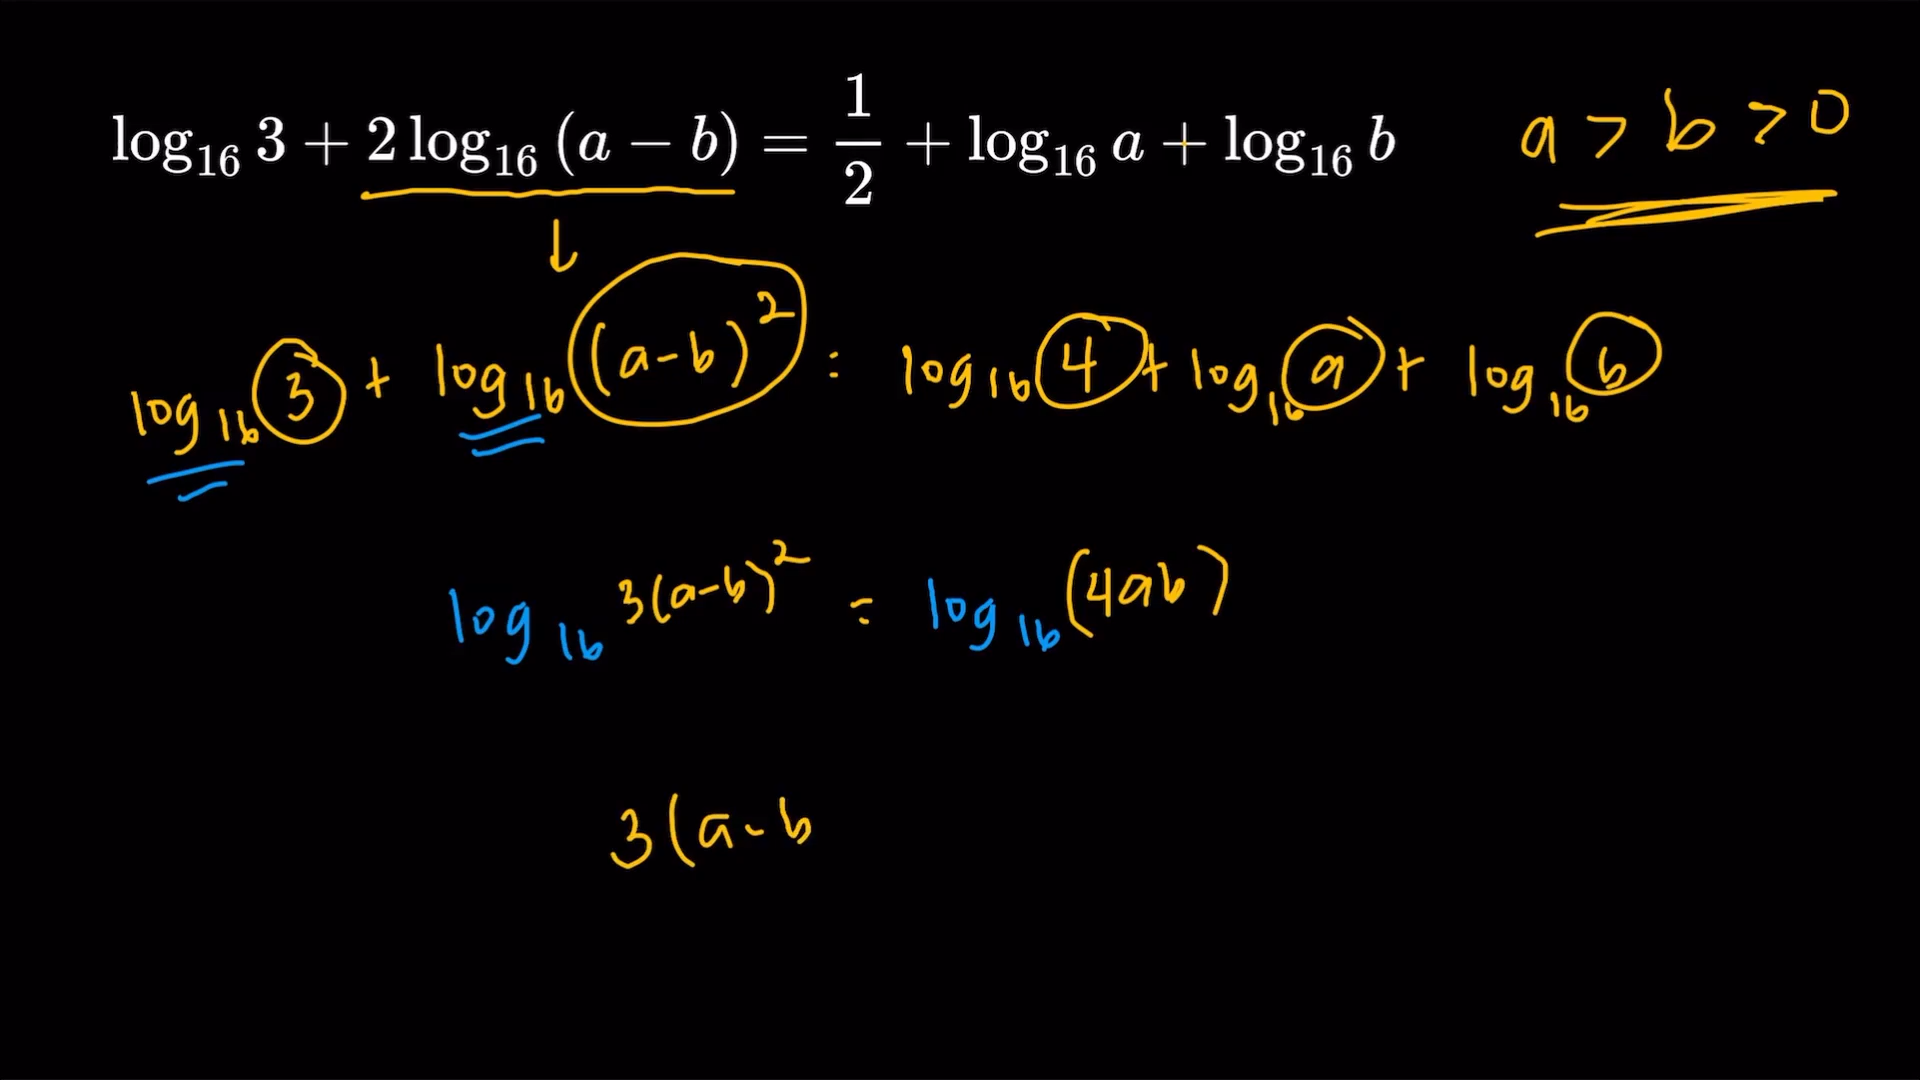 log₁₆ 3 + 2 log₁₆ (a − b) = 1/2 + log₁₆ a + log₁₆ b   a > b > 0
log₁₆ 3 + log₁₆ (a-b)² = log₁₆ 4 + log₁₆ a + log₁₆ b
log₁₆ 3(a-b)² = log₁₆ (4ab)
3(a-b